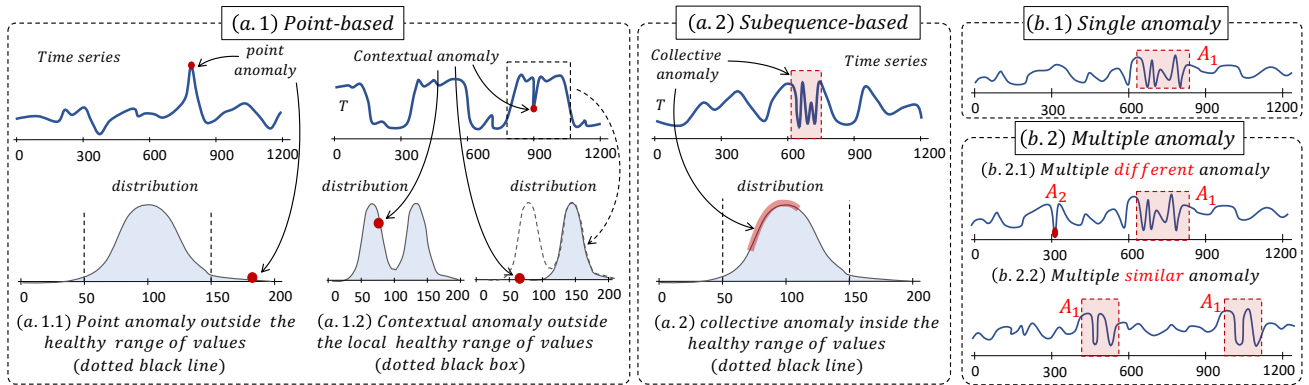 (a.1) Point-based
Time series
point
anomaly
0 300 600 900 1200
distribution
0 50 100 150 200
(a.1.1) Point anomaly outside the
healthy range of values
(dotted black line)
Contextual anomaly
T
0 300 600 900 1200
distribution
distribution
0 50 100 150 200
0 50 100 150 200
(a.1.2) Contextual anomaly outside
the local healthy range of values
(dotted black box)
(a.2) Subequence-based
Collective
anomaly
Time series
T
0 300 600 900 1200
distribution
0 50 100 150 200
(a.2) collective anomaly inside the
healthy range of values
(dotted black line)
(b.1) Single anomaly
A1
0 300 600 900 1200
(b.2) Multiple anomaly
(b.2.1) Multiple different anomaly
A2 A1
0 300 600 900 1200
(b.2.2) Multiple similar anomaly
A1 A1
0 300 600 900 1200